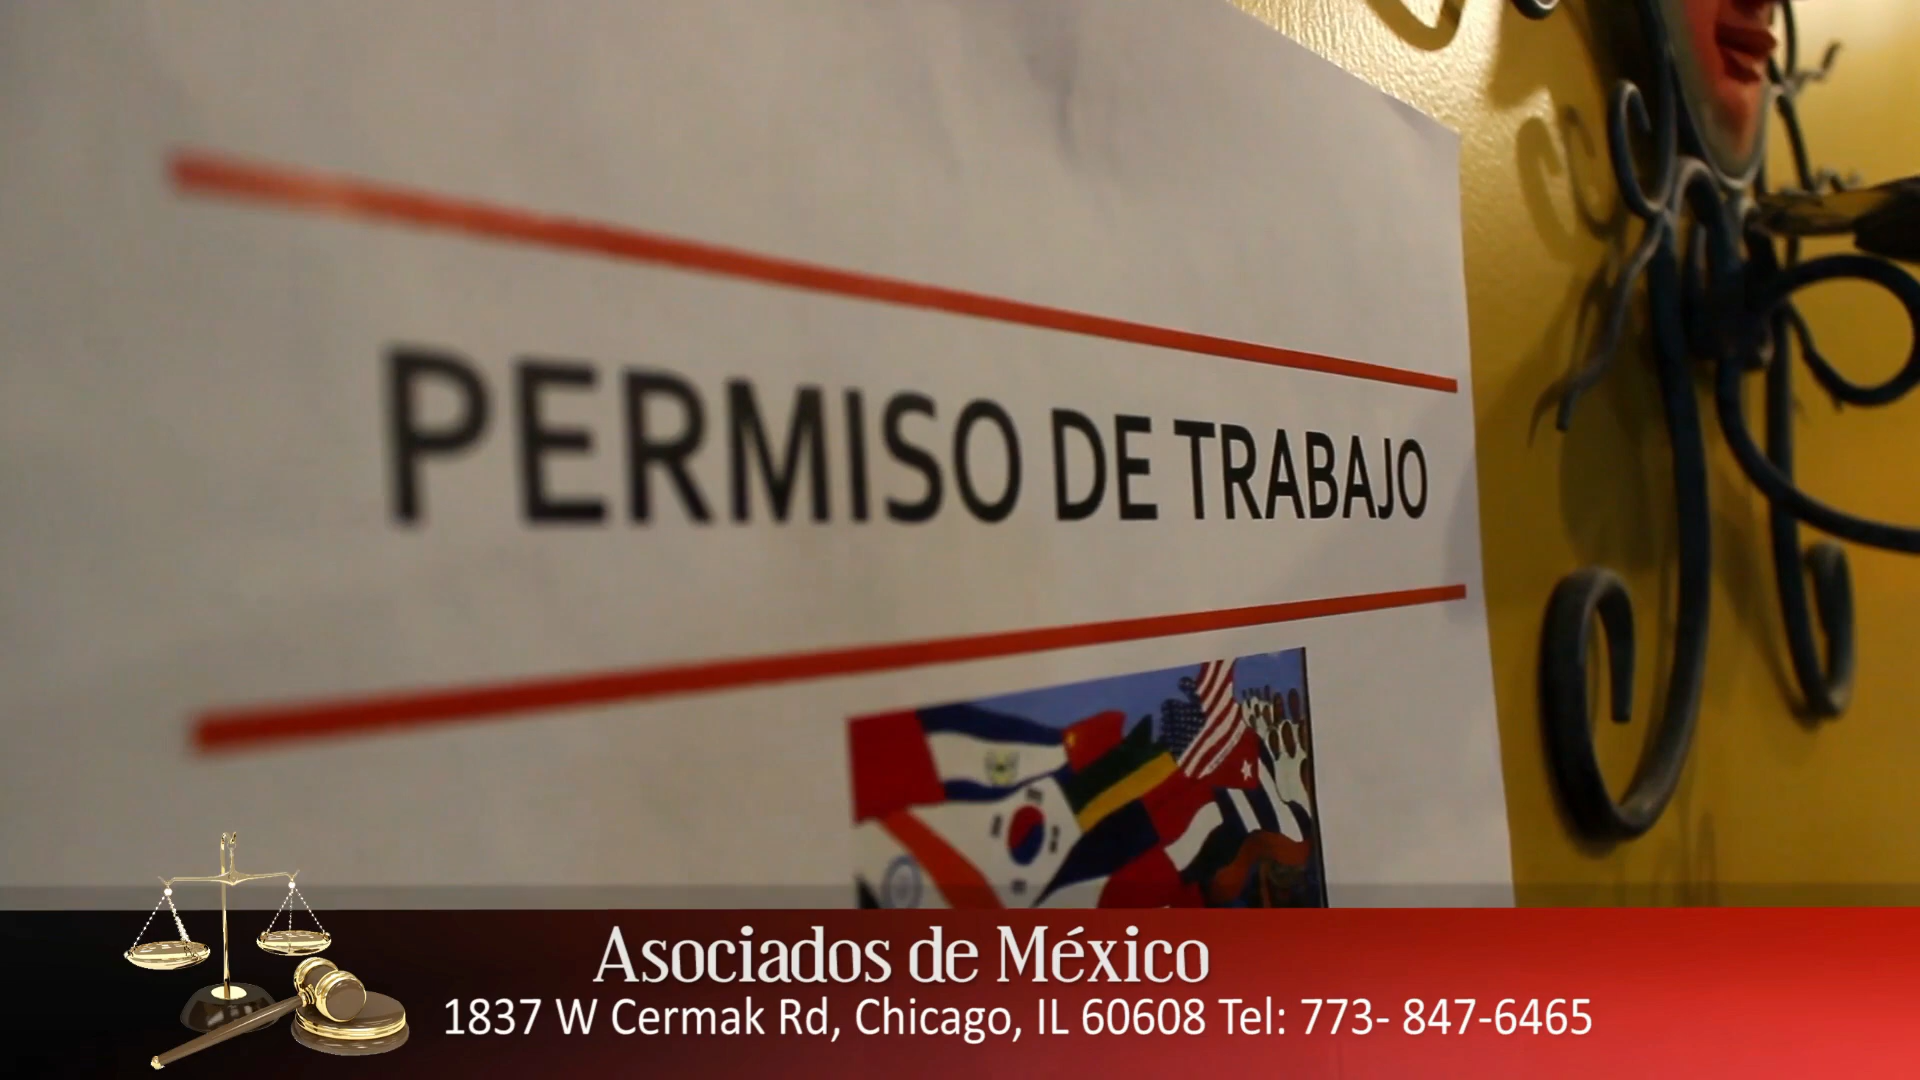 PERMISO DE TRABAJO
Asociados de México
1837 W Cermak Rd, Chicago, IL 60608 Tel: 773- 847-6465